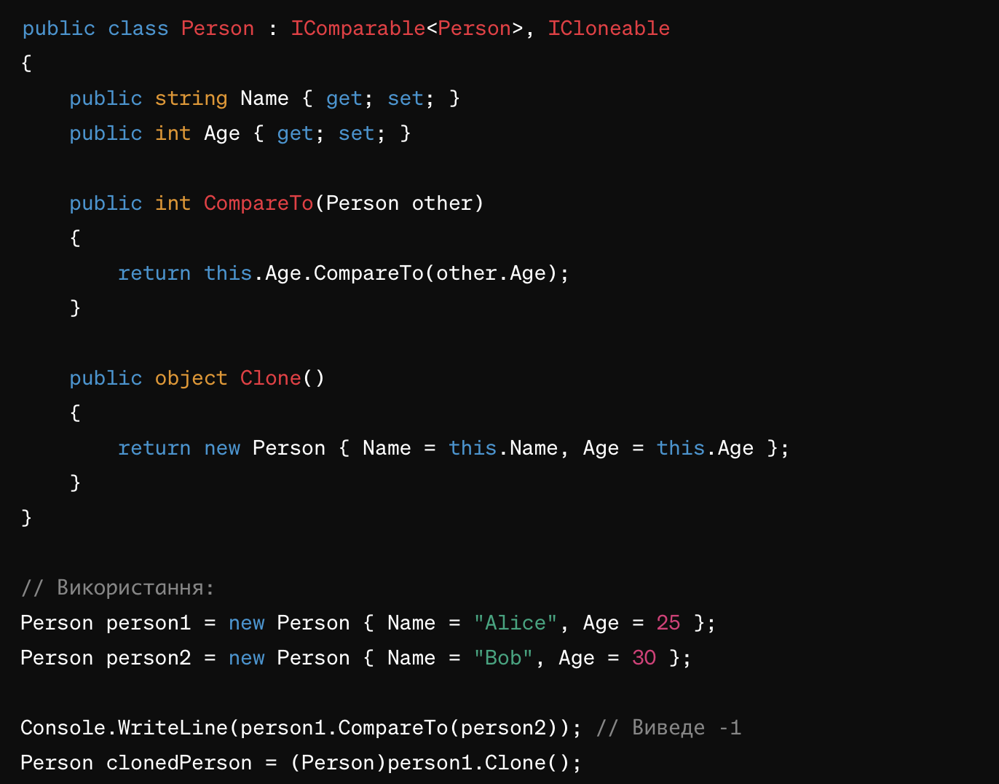 public class Person : IComparable<Person>, ICloneable
{
    public string Name { get; set; }
    public int Age { get; set; }

    public int CompareTo(Person other)
    {
        return this.Age.CompareTo(other.Age);
    }

    public object Clone()
    {
        return new Person { Name = this.Name, Age = this.Age };
    }
}

// Використання:
Person person1 = new Person { Name = "Alice", Age = 25 };
Person person2 = new Person { Name = "Bob", Age = 30 };

Console.WriteLine(person1.CompareTo(person2)); // Виведе -1
Person clonedPerson = (Person)person1.Clone();